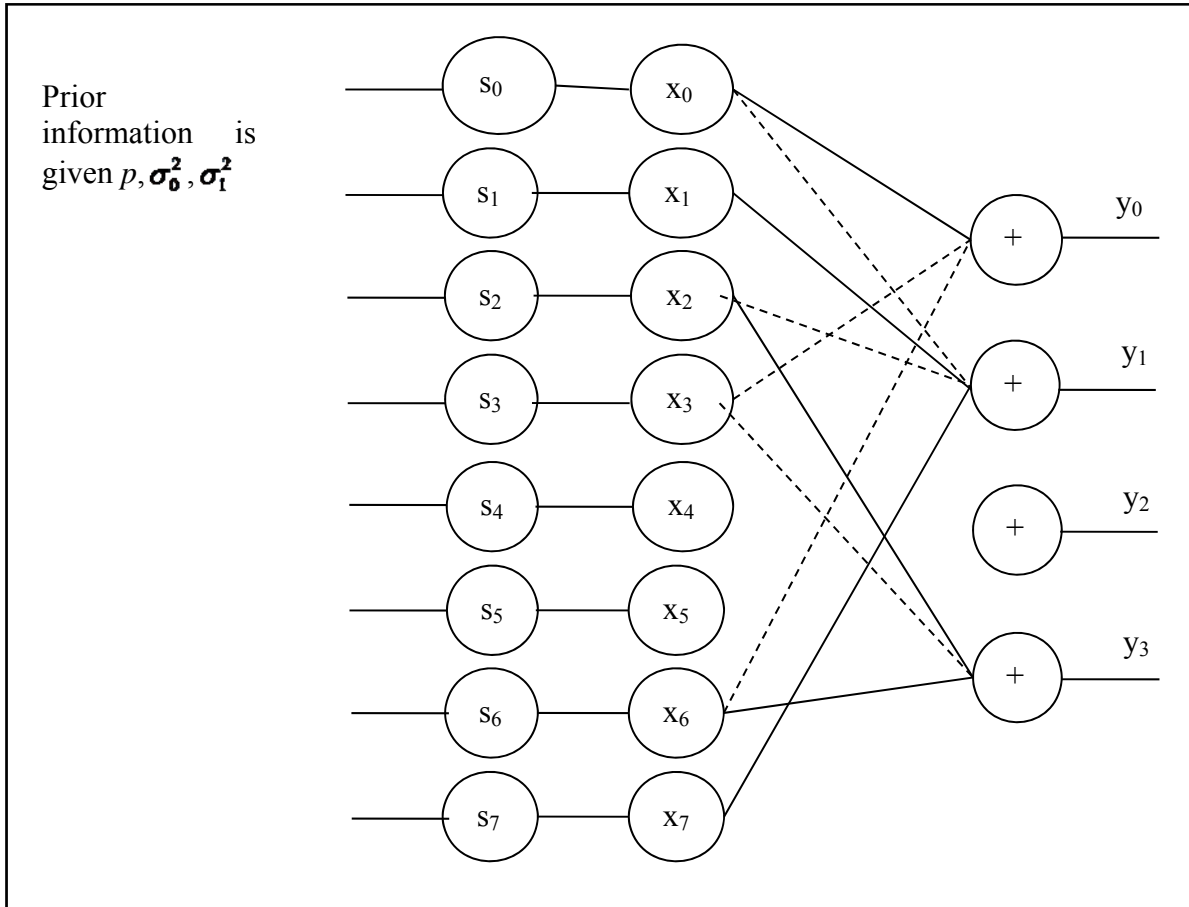 Prior
information is
given p, σ₀², σ₁²
s₀ x₀
s₁ x₁ y₀
+
s₂ x₂
s₃ x₃ y₁
+
s₄ x₄ y₂
+
s₅ x₅
s₆ x₆ y₃
+
s₇ x₇